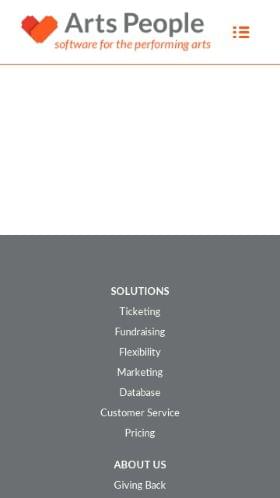 Arts People
software for the performing arts
SOLUTIONS
Ticketing
Fundraising
Flexibility
Marketing
Database
Customer Service
Pricing
ABOUT US
Giving Back